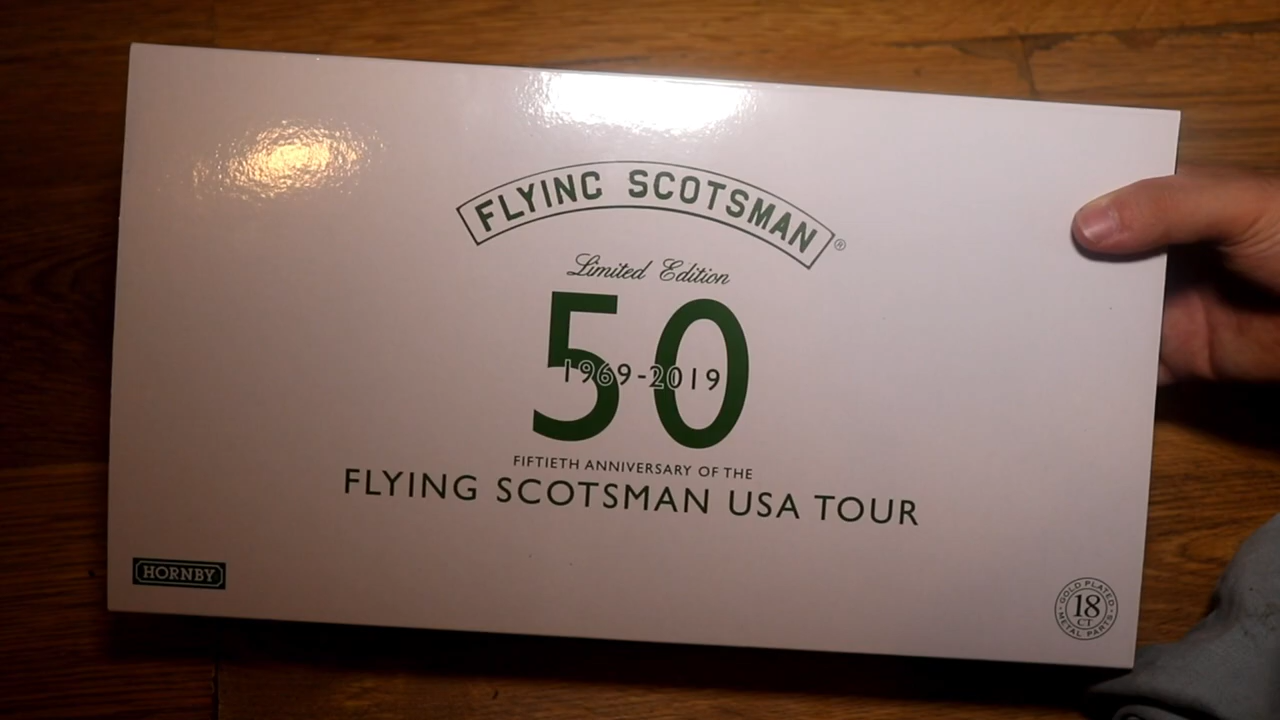 FLYING SCOTSMAN®
Limited Edition
50
1969-2019
FIFTIETH ANNIVERSARY OF THE
FLYING SCOTSMAN USA TOUR
HORNBY
GOLD PLATED
18
CT
METAL PARTS